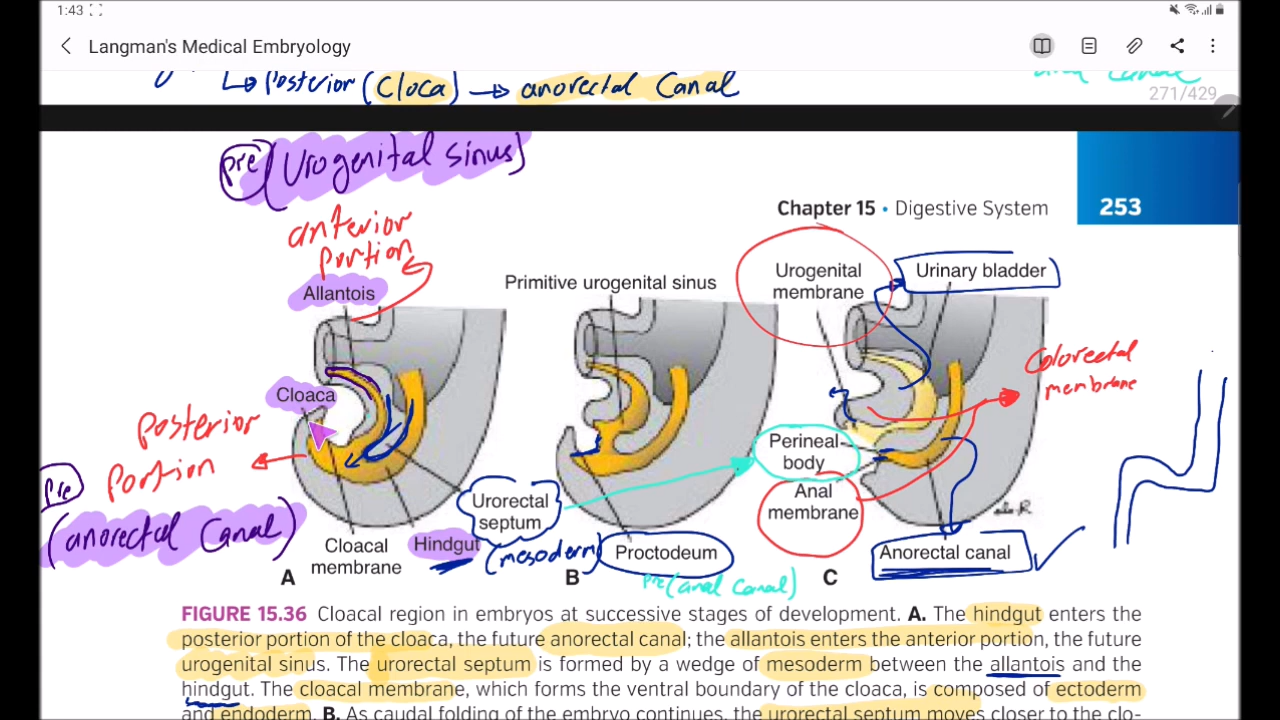 1:43
Langman's Medical Embryology
↳ Posterior (Cloca) → anorectal Canal
anal Canal
271/429
pre (Urogenital sinus)
Chapter 15 • Digestive System 253
anterior
portion
Allantois
Primitive urogenital sinus
Urogenital
membrane
Urinary bladder
Cloaca
Colorectal
membrane
posterior
portion
pre
(anorectal Canal)
Perineal
body
Anal
membrane
Urorectal
septum
(mesoderm)
Cloacal
membrane
Hindgut
Proctodeum
pre (anal canal)
Anorectal canal
A B C
FIGURE 15.36 Cloacal region in embryos at successive stages of development. A. The hindgut enters the
posterior portion of the cloaca, the future anorectal canal; the allantois enters the anterior portion, the future
urogenital sinus. The urorectal septum is formed by a wedge of mesoderm between the allantois and the
hindgut. The cloacal membrane, which forms the ventral boundary of the cloaca, is composed of ectoderm
and endoderm. B. As caudal folding of the embryo continues, the urorectal septum moves closer to the clo-